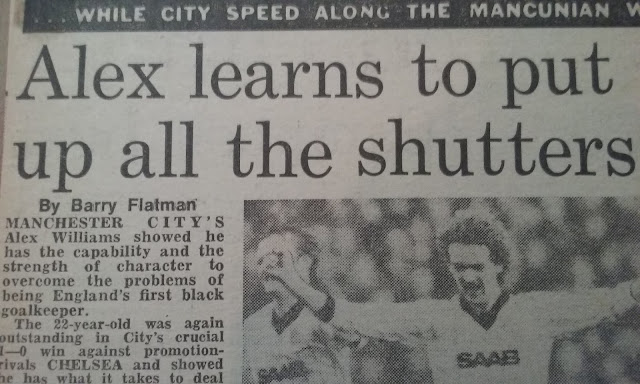 ... WHILE CITY SPEED ALONG THE MANCUNIAN W
Alex learns to put
up all the shutters
By Barry Flatman
MANCHESTER CITY'S
Alex Williams showed he
has the capability and the
strength of character to
overcome the problems of
being England's first black
goalkeeper.
The 22-year-old was again
outstanding in City's crucial
1—0 win against promotion-
rivals CHELSEA and showed
he has what it takes to deal
SAAB
SAAB